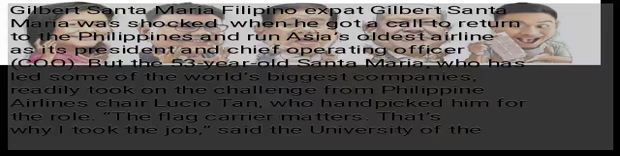 Gilbert Santa Maria Filipino expat Gilbert Santa
Maria was shocked when he got a call to return
to the Philippines and run Asia's oldest airline
as its president and chief operating officer
(COO). But the 53-year-old Santa Maria, who has
led some of the world's biggest companies,
readily took on the challenge from Philippine
Airlines chair Lucio Tan, who handpicked him for
the role. "The flag carrier matters. That's
why I took the job," said the University of the